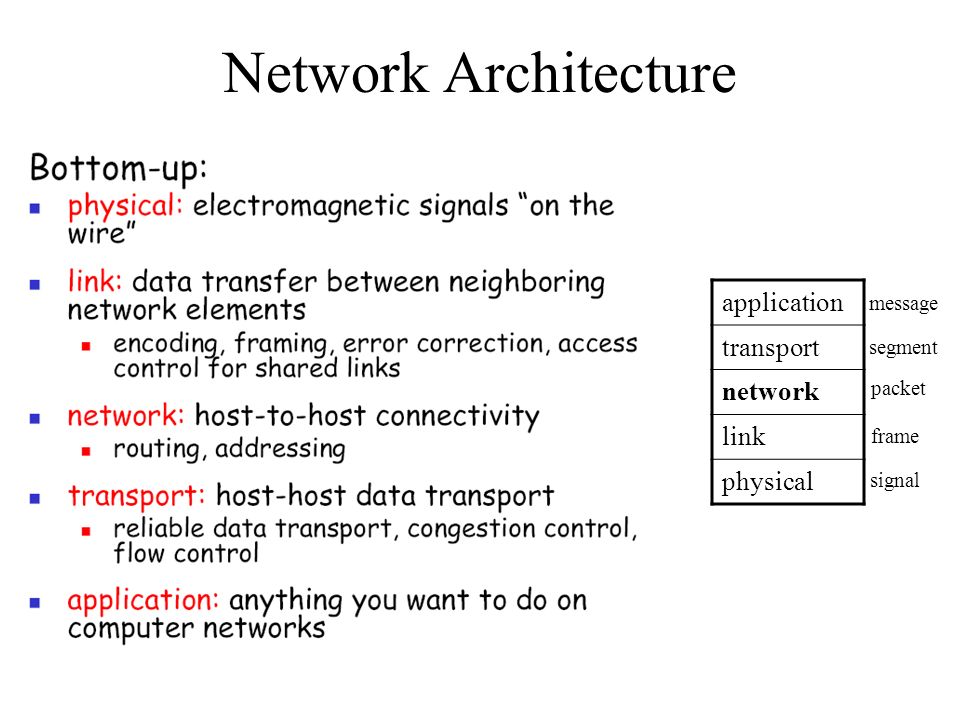 Network Architecture
Bottom-up:
physical: electromagnetic signals “on the
wire”
link: data transfer between neighboring
network elements
encoding, framing, error correction, access
control for shared links
network: host-to-host connectivity
routing, addressing
transport: host-host data transport
reliable data transport, congestion control,
flow control
application: anything you want to do on
computer networks
application message
transport segment
network packet
link frame
physical signal